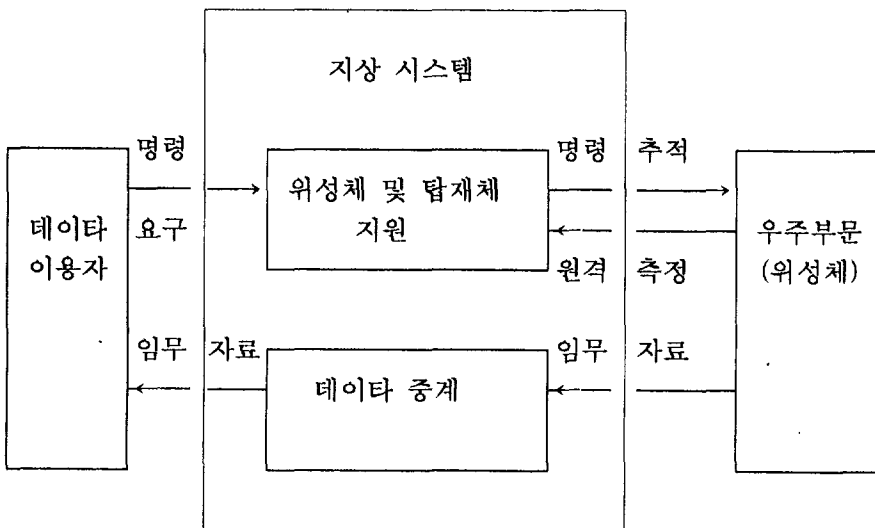 지상 시스템
명령
명령 추적
위성체 및 탑재체
지원
데이타
이용자
요구
우주부문
(위성체)
원격 측정
임무 자료
임무 자료
데이타 중계